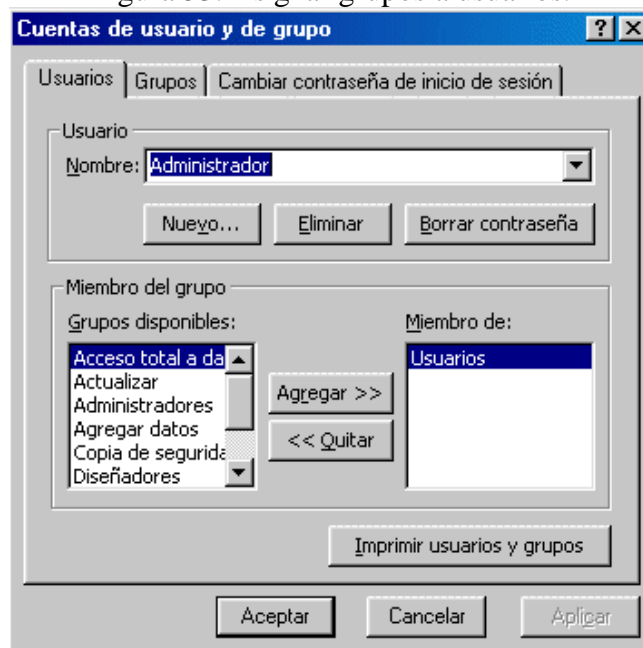 Cuentas de usuario y de grupo
Usuarios Grupos Cambiar contraseña de inicio de sesión
Usuario
Nombre: Administrador
Nuevo... Eliminar Borrar contraseña
Miembro del grupo
Grupos disponibles: Miembro de:
Acceso total a da Usuarios
Actualizar
Administradores Agregar >>
Agregar datos
Copia de segurida << Quitar
Diseñadores
Imprimir usuarios y grupos
Aceptar Cancelar Aplicar